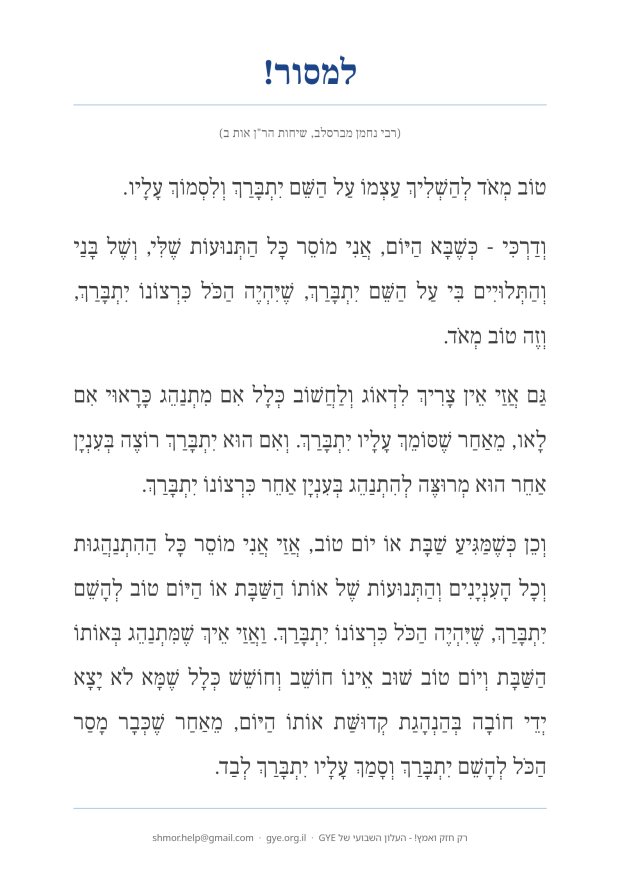 למסור!
(רבי נחמן מברסלב, שיחות הר"ן אות ב)
טוֹב מְאֹד לְהַשְׁלִיךְ עַצְמוֹ עַל הַשֵּׁם יִתְבָּרַךְ וְלִסְמוֹךְ עָלָיו.
וְדַרְכִּי - כְּשֶׁבָּא הַיּוֹם, אֲנִי מוֹסֵר כָּל הַתְּנוּעוֹת שֶׁלִּי, וְשֶׁל בָּנַי
וְהַתְּלוּיִים בִּי עַל הַשֵּׁם יִתְבָּרַךְ, שֶׁיִּהְיֶה הַכֹּל כִּרְצוֹנוֹ יִתְבָּרַךְ,
וְזֶה טוֹב מְאֹד.
גַּם אֲזַי אֵין צָרִיךְ לִדְאוֹג וְלַחֲשׁוֹב כְּלָל אִם מִתְנַהֵג כָּרָאוּי אִם
לָאו, מֵאַחַר שֶׁסּוֹמֵךְ עָלָיו יִתְבָּרַךְ. וְאִם הוּא יִתְבָּרַךְ רוֹצֶה בְּעִנְיָן
אַחֵר הוּא מְרוּצֶּה לְהִתְנַהֵג בְּעִנְיָן אַחֵר כִּרְצוֹנוֹ יִתְבָּרַךְ.
וְכֵן כְּשֶׁמַּגִּיעַ שַׁבָּת אוֹ יוֹם טוֹב, אֲזַי אֲנִי מוֹסֵר כָּל הַהִתְנַהֲגוּת
וְכָל הָעִנְיָנִים וְהַתְּנוּעוֹת שֶׁל אוֹתוֹ הַשַּׁבָּת אוֹ הַיּוֹם טוֹב לְהָשֵׁם
יִתְבָּרַךְ, שֶׁיִּהְיֶה הַכֹּל כִּרְצוֹנוֹ יִתְבָּרַךְ. וַאֲזַי אֵיךְ שֶׁמִּתְנַהֵג בְּאוֹתוֹ
הַשַּׁבָּת וְיוֹם טוֹב שׁוּב אֵינוֹ חוֹשֵׁב וְחוֹשֵׁשׁ כְּלָל שֶׁמָּא לֹא יָצָא
יְדֵי חוֹבָה בְּהַנְהָגַת קְדוּשַּׁת אוֹתוֹ הַיּוֹם, מֵאַחַר שֶׁכְּבָר מָסַר
הַכֹּל לְהָשֵׁם יִתְבָּרַךְ וְסָמַךְ עָלָיו יִתְבָּרַךְ לְבַד.
רק חזק ואמץ! - העלון השבועי של GYE · gye.org.il · shmor.help@gmail.com